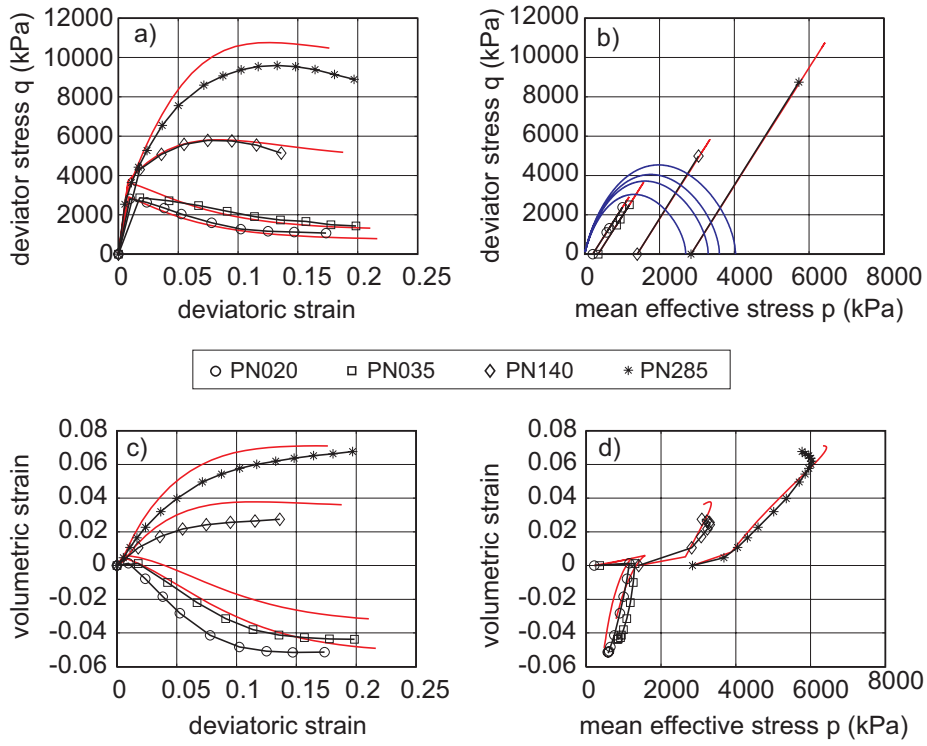 12000
10000
8000
6000
4000
2000
0
deviator stress q (kPa)
a)
0 0.05 0.1 0.15 0.2 0.25
deviatoric strain
12000
10000
8000
6000
4000
2000
0
deviator stress q (kPa)
b)
0 2000 4000 6000 8000
mean effective stress p (kPa)
PN020 PN035 PN140 PN285
0.08
0.06
0.04
0.02
0
-0.02
-0.04
-0.06
volumetric strain
c)
0 0.05 0.1 0.15 0.2 0.25
deviatoric strain
0.08
0.06
0.04
0.02
0
-0.02
-0.04
0.06
volumetric strain
d)
0 2000 4000 6000 8000
mean effective stress p (kPa)